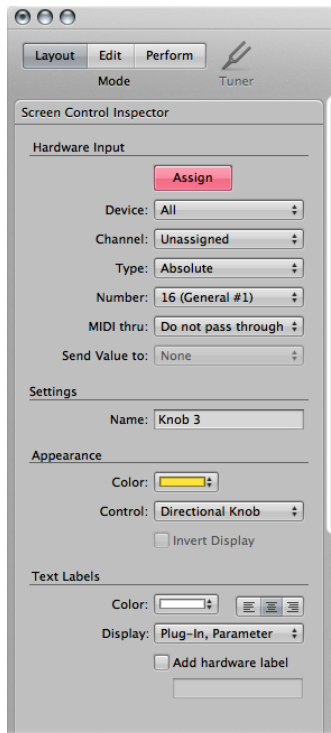 Layout Edit Perform
Mode Tuner
Screen Control Inspector
Hardware Input
Assign
Device: All
Channel: Unassigned
Type: Absolute
Number: 16 (General #1)
MIDI thru: Do not pass through
Send Value to: None
Settings
Name: Knob 3
Appearance
Color:
Control: Directional Knob
Invert Display
Text Labels
Color:
Display: Plug-In, Parameter
Add hardware label